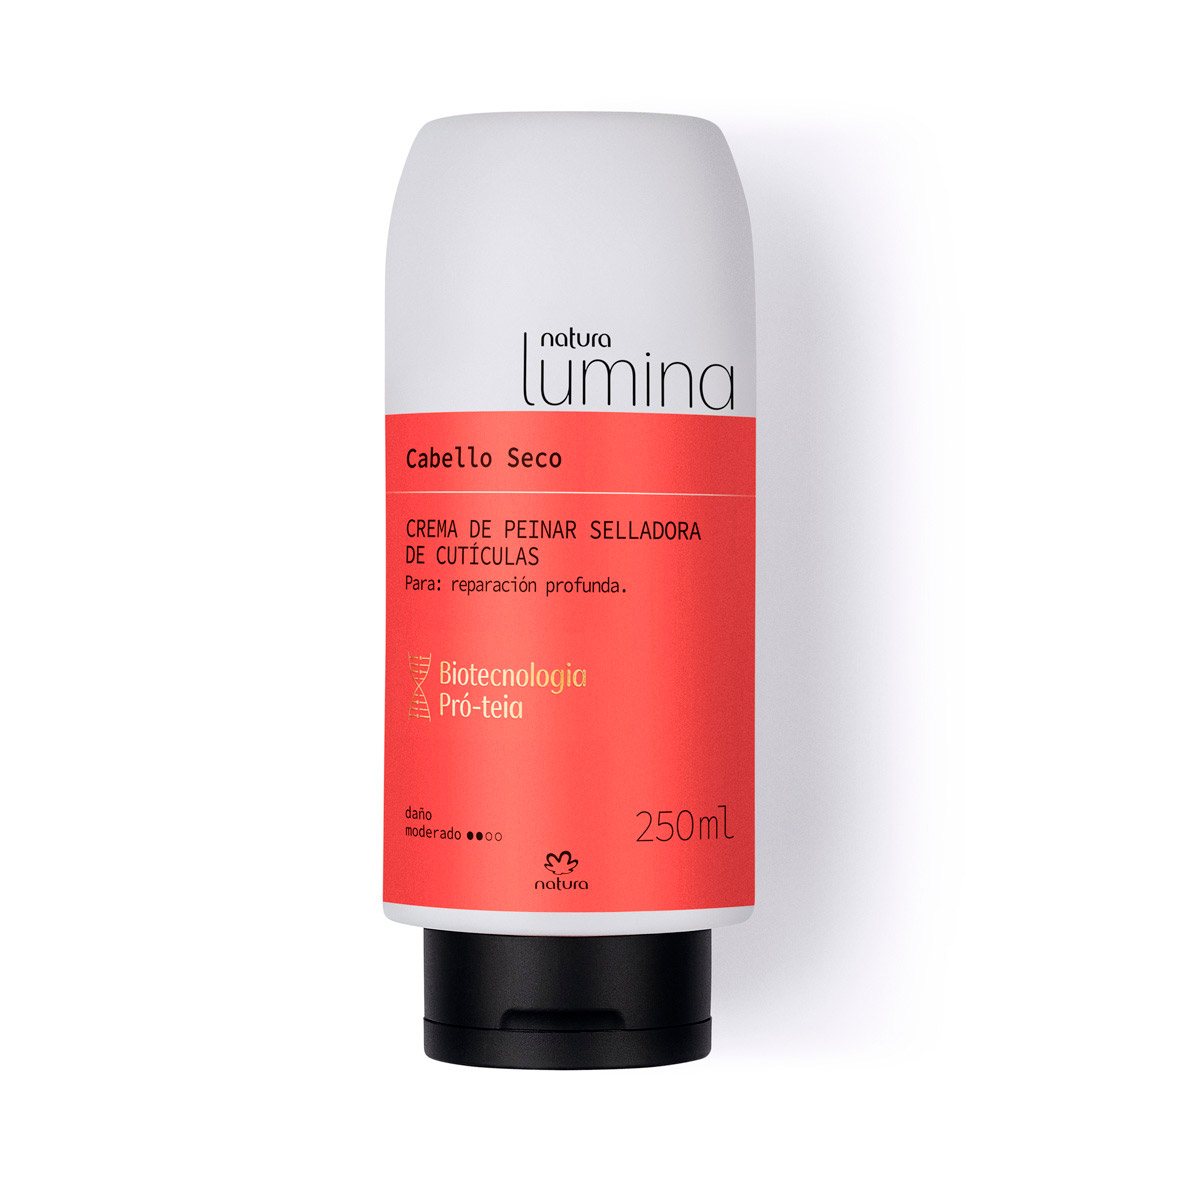 natura
lumina
Cabello Seco
CREMA DE PEINAR SELLADORA
DE CUTÍCULAS
Para: reparación profunda.
Biotecnologia
Pró-teia
daño
moderado
250ml
natura